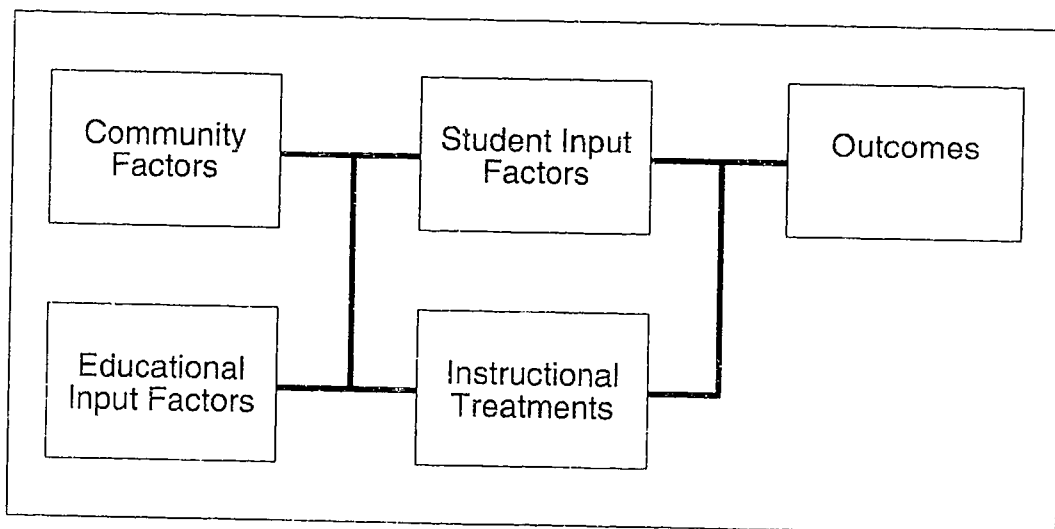 Community
Factors
Student Input
Factors
Outcomes
Educational
Input Factors
Instructional
Treatments